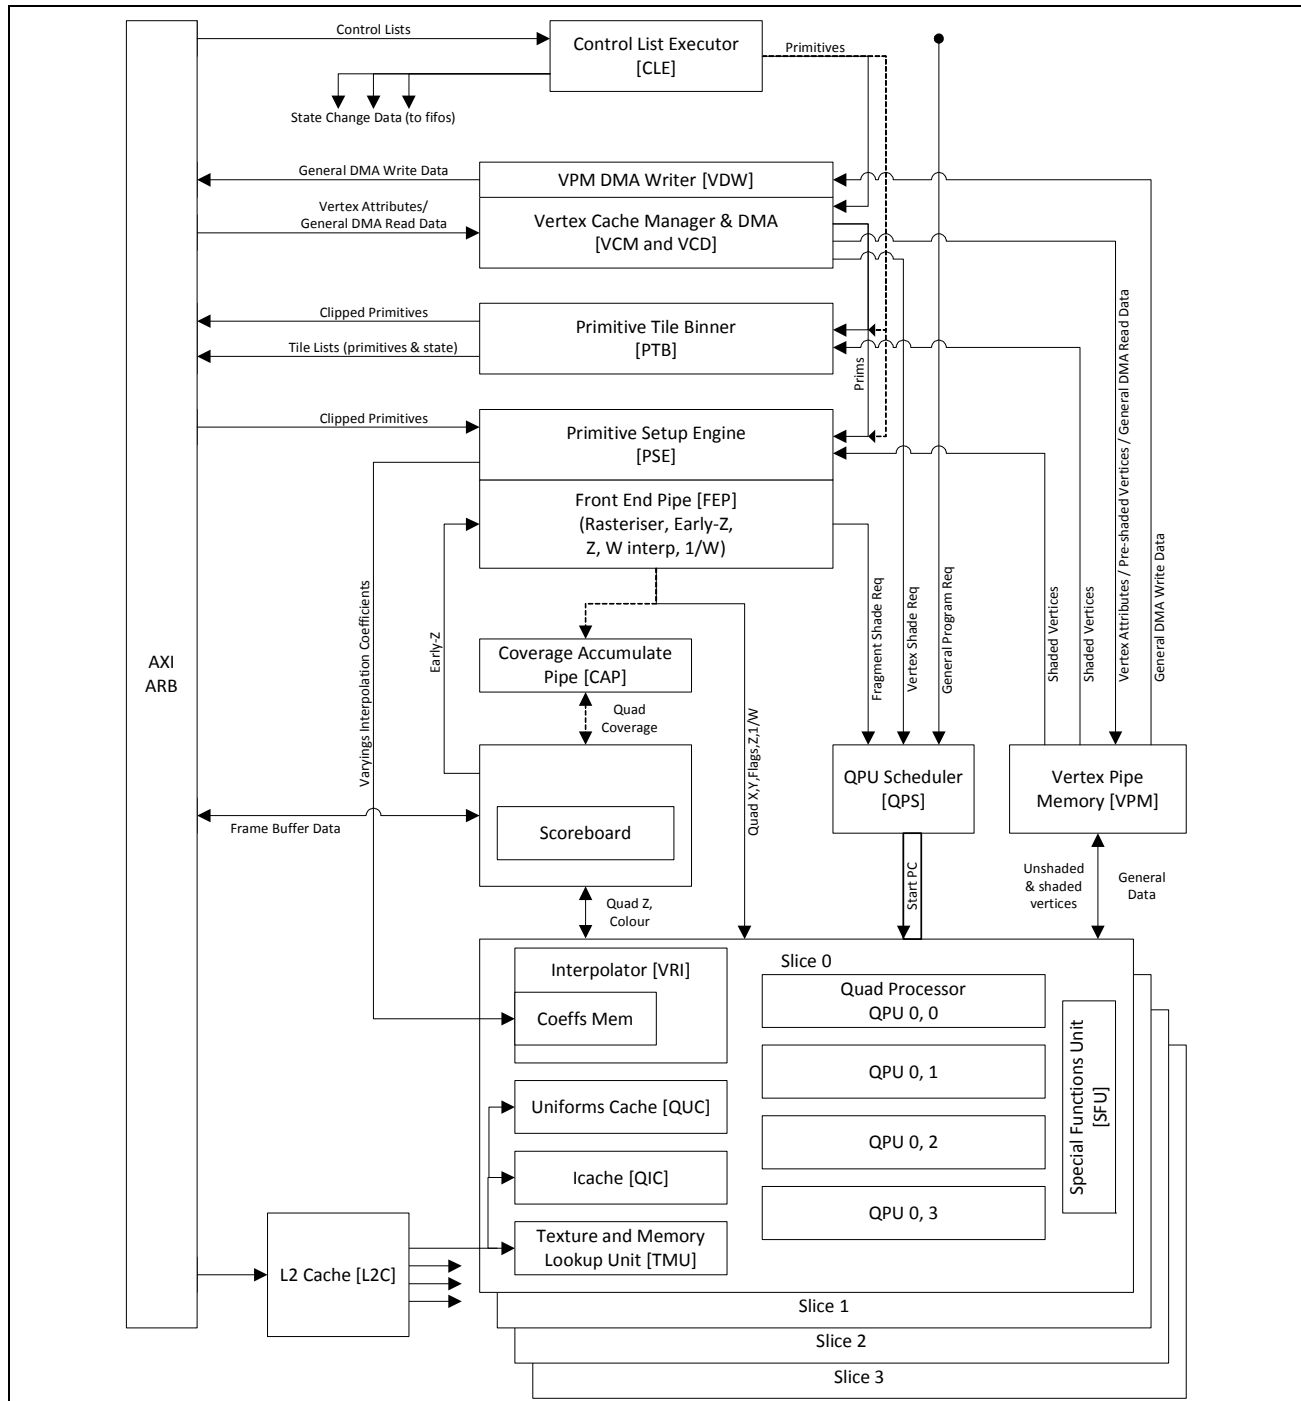 Control Lists
Control List Executor
[CLE]
Primitives
State Change Data (to fifos)
General DMA Write Data
VPM DMA Writer [VDW]
Vertex Attributes/
General DMA Read Data
Vertex Cache Manager & DMA
[VCM and VCD]
Clipped Primitives
Primitive Tile Binner
[PTB]
Tile Lists (primitives & state)
Prims
Clipped Primitives
Primitive Setup Engine
[PSE]
Front End Pipe [FEP]
(Rasteriser, Early-Z,
Z, W interp, 1/W)
Varyings Interpolation Coefficients
Early-Z
Fragment Shade Req
Vertex Shade Req
General Program Req
Shaded Vertices
Shaded Vertices
Vertex Attributes / Pre-shaded Vertices / General DMA Read Data
General DMA Write Data
AXI
ARB
Coverage Accumulate
Pipe [CAP]
Quad
Coverage
Quad X,Y,Flags,Z,1/W
QPU Scheduler
[QPS]
Vertex Pipe
Memory [VPM]
Frame Buffer Data
Scoreboard
Quad Z,
Colour
Start PC
Unshaded
& shaded
vertices
General
Data
Slice 0
Interpolator [VRI]
Coeffs Mem
Quad Processor
QPU 0, 0
QPU 0, 1
QPU 0, 2
QPU 0, 3
Special Functions Unit
[SFU]
Uniforms Cache [QUC]
Icache [QIC]
Texture and Memory
Lookup Unit [TMU]
L2 Cache [L2C]
Slice 1
Slice 2
Slice 3